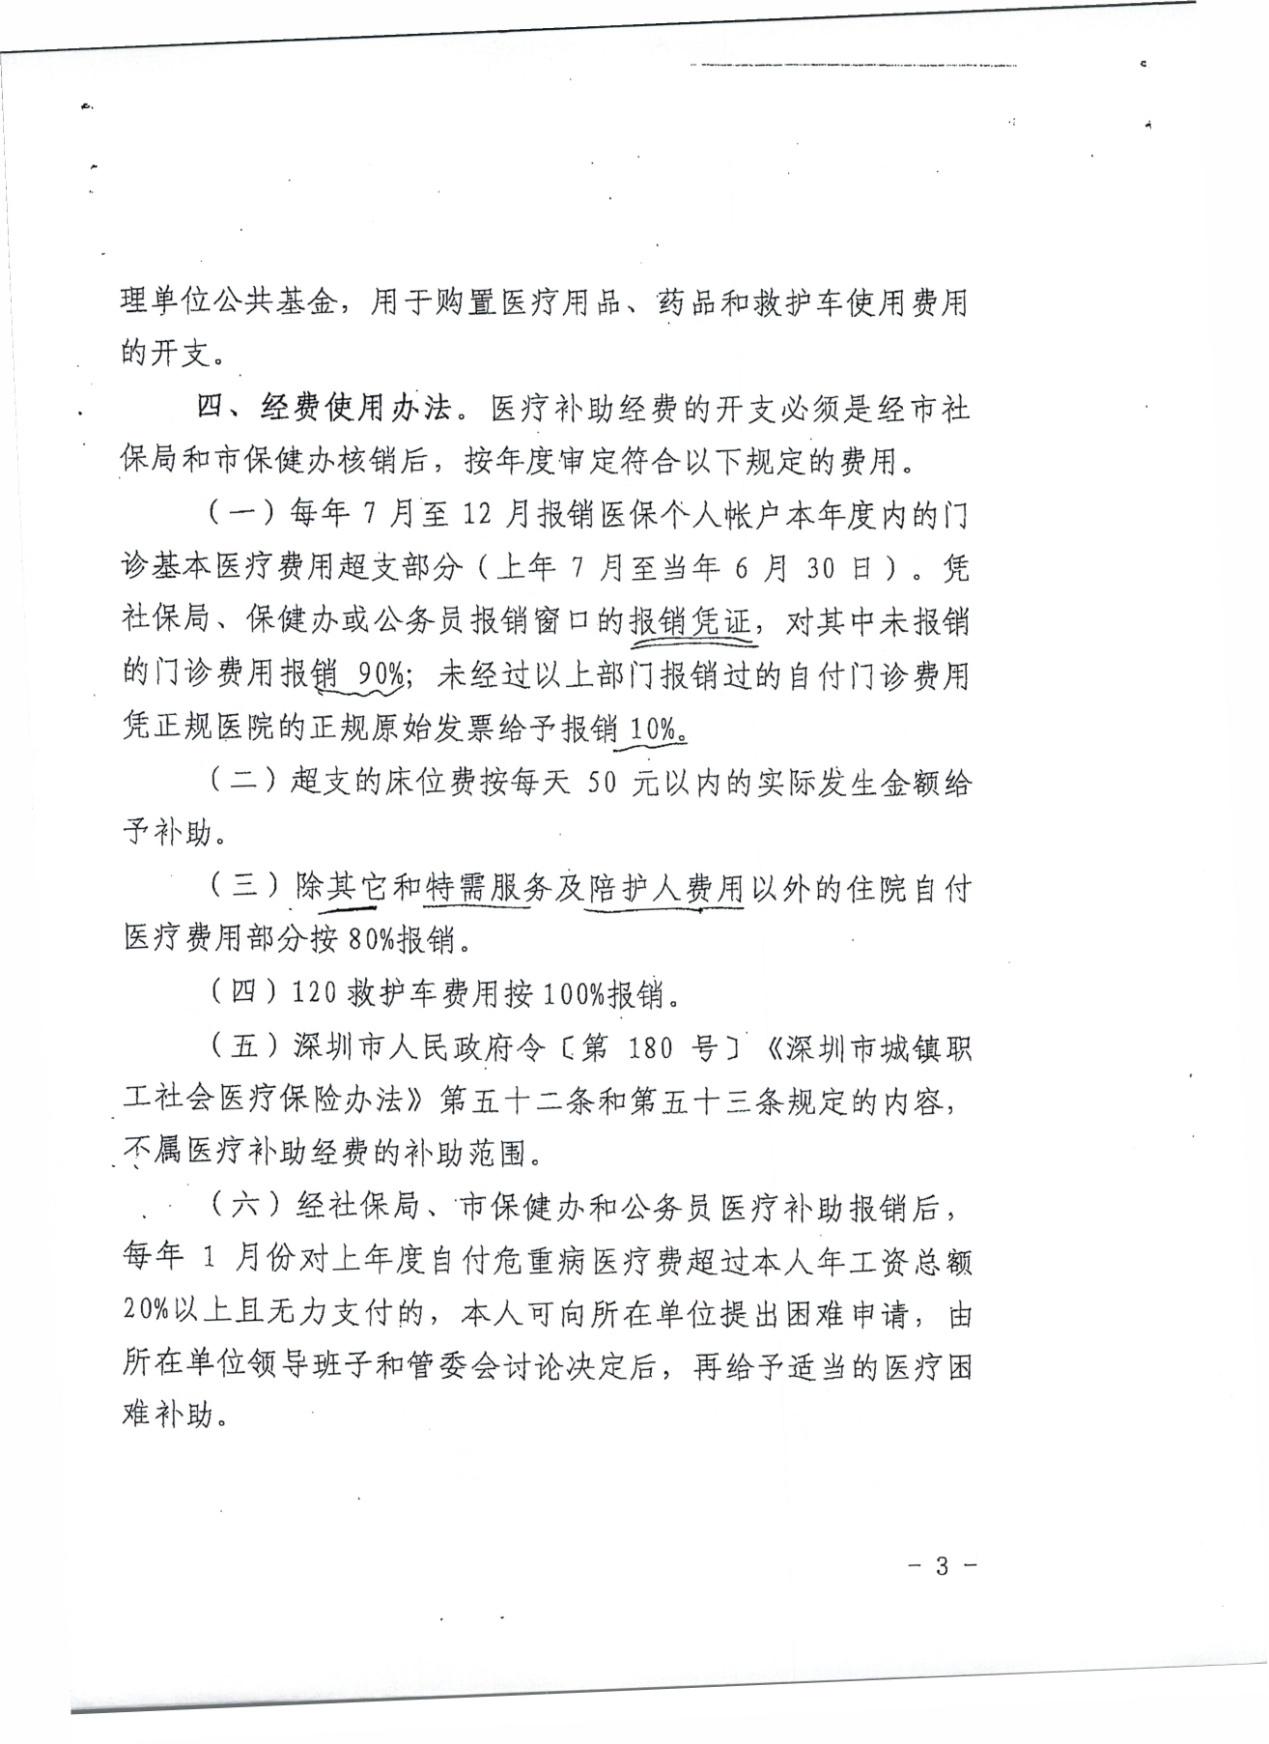 理单位公共基金，用于购置医疗用品、药品和救护车使用费用
的开支。
四、经费使用办法。医疗补助经费的开支必须是经市社
保局和市保健办核销后，按年度审定符合以下规定的费用。
（一）每年 7 月至 12 月报销医保个人帐户本年度内的门
诊基本医疗费用超支部分（上年 7 月至当年 6 月 30 日）。凭
社保局、保健办或公务员报销窗口的报销凭证，对其中未报销
的门诊费用报销 90%；未经过以上部门报销过的自付门诊费用
凭正规医院的正规原始发票给予报销 10%。
（二）超支的床位费按每天 50 元以内的实际发生金额给
予补助。
（三）除其它和特需服务及陪护人费用以外的住院自付
医疗费用部分按 80%报销。
（四）120 救护车费用按 100%报销。
（五）深圳市人民政府令〔第 180 号〕《深圳市城镇职
工社会医疗保险办法》第五十二条和第五十三条规定的内容，
不属医疗补助经费的补助范围。
（六）经社保局、市保健办和公务员医疗补助报销后，
每年 1 月份对上年度自付危重病医疗费超过本人年工资总额
20%以上且无力支付的，本人可向所在单位提出困难申请，由
所在单位领导班子和管委会讨论决定后，再给予适当的医疗困
难补助。
- 3 -